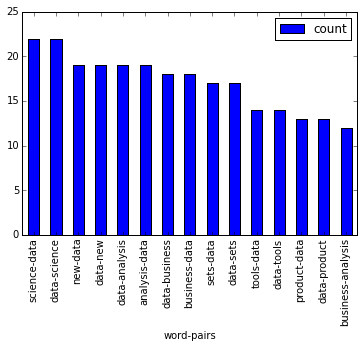 25
20
15
10
5
0
count
science-data
data-science
new-data
data-new
data-analysis
analysis-data
data-business
business-data
sets-data
data-sets
tools-data
data-tools
product-data
data-product
business-analysis
word-pairs